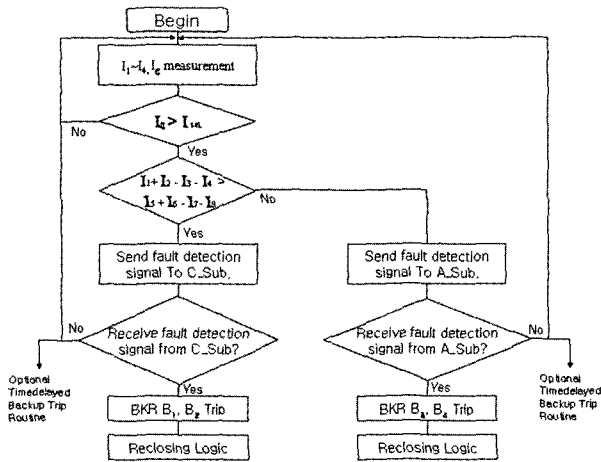 Begin
I₁~I₄, I_g measurement
I_g > I
No
Yes
I₁ + I₂ - I₃ - I₄ >
I₅ + I₆ - I₇ - I₈
No
Yes
Send fault detection
signal To C_Sub.
Send fault detection
signal To A_Sub.
No
Receive fault detection
signal from C_Sub?
Receive fault detection
signal from A_Sub?
No
Optional
Timedelayed
Backup Trip
Routine
Yes
Yes
Optional
Timedelayed
Backup Trip
Routine
BKR B₁, B₂ Trip
BKR B₃, B₄ Trip
Reclosing Logic
Reclosing Logic